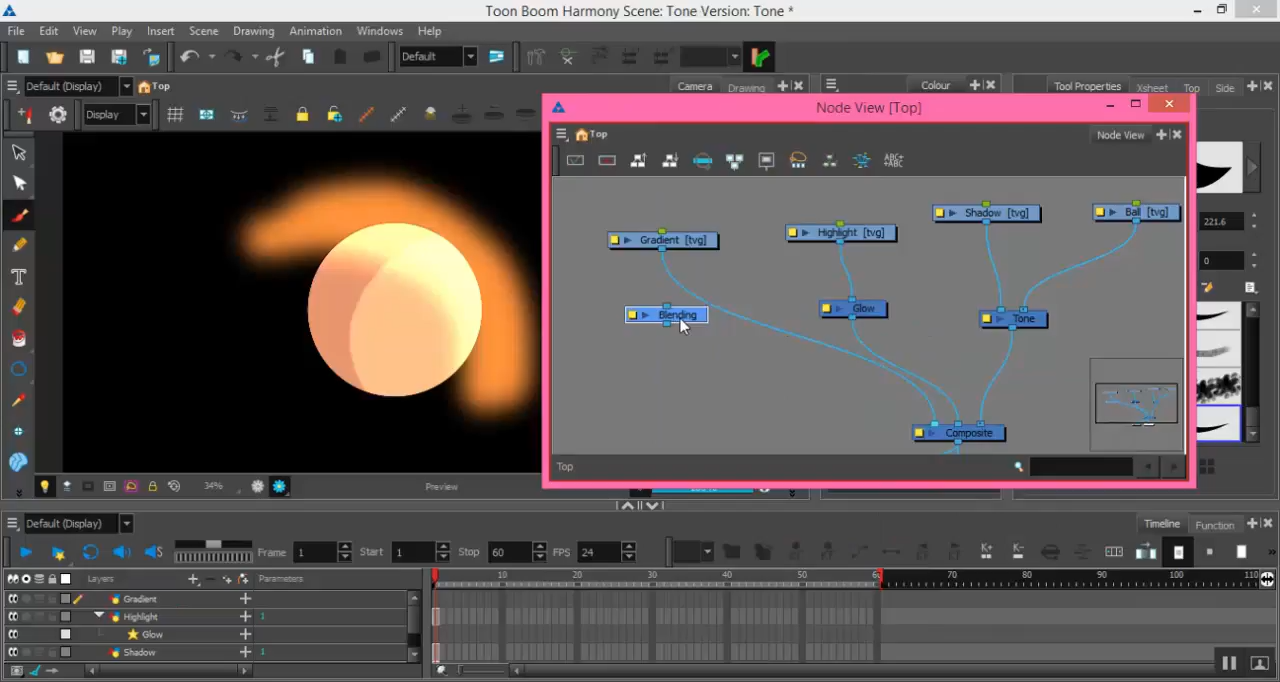 Toon Boom Harmony Scene: Tone Version: Tone *
File Edit View Play Insert Scene Drawing Animation Windows Help
Default
Default (Display) Top Camera Drawing Colour Tool Properties Xsheet Top Side
Display
Node View [Top]
Top Node View
ABC+
ABC+
Shadow [tvg] Ball [tvg]
Highlight [tvg]
Gradient [tvg]
221.6
0
Glow
Blending Tone
Composite
Top
34% Preview
Default (Display) Timeline Function
Frame 1 Start 1 Stop 60 FPS 24
Layers Parameters 10 20 30 40 50 60 70 80 90 100 110
Gradient
Highlight 1
Glow
Shadow 1